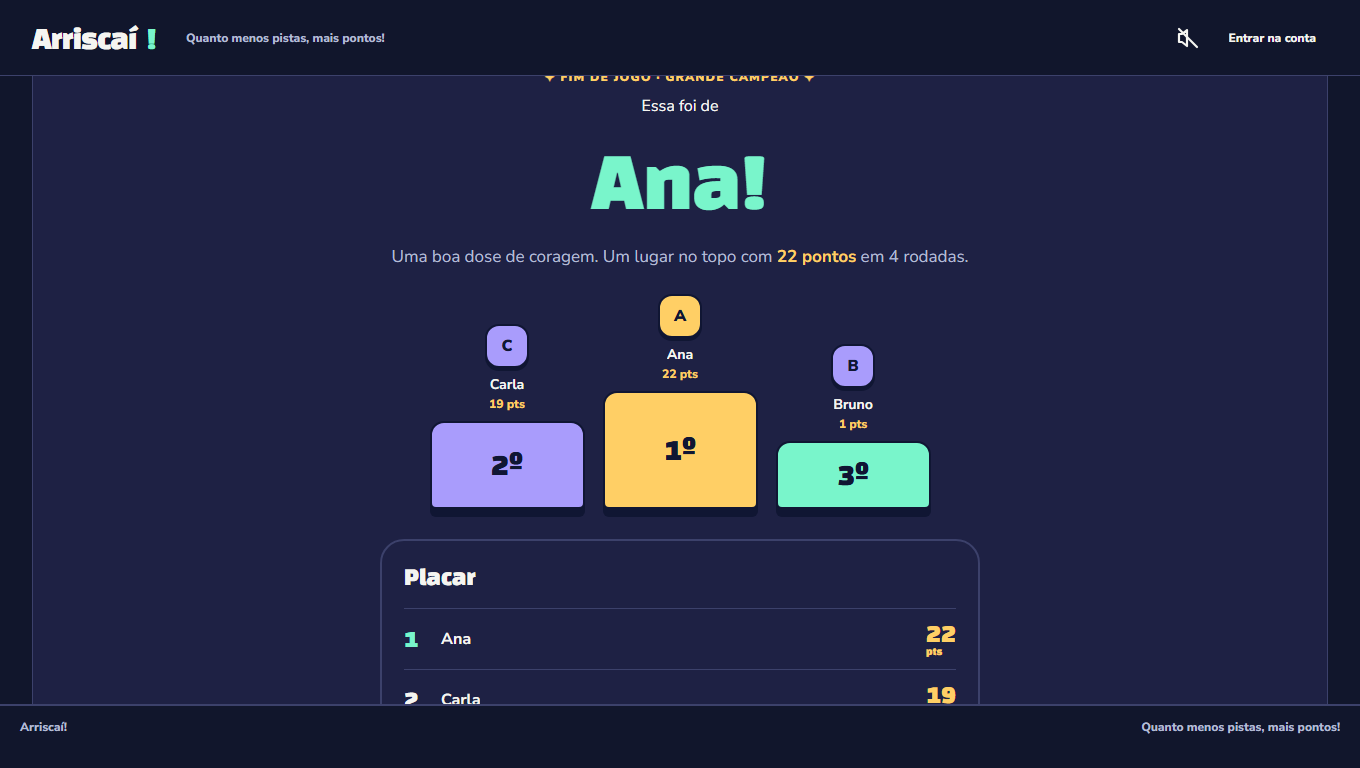 Arriscaí !
Quanto menos pistas, mais pontos!
Entrar na conta
✦ FIM DE JOGO · GRANDE CAMPEÃO ✦
Essa foi de
Ana!
Uma boa dose de coragem. Um lugar no topo com 22 pontos em 4 rodadas.
A
Ana
22 pts
1º
C
Carla
19 pts
2º
B
Bruno
1 pts
3º
Placar
1 Ana 22 pts
2 Carla 19
Arriscaí!
Quanto menos pistas, mais pontos!